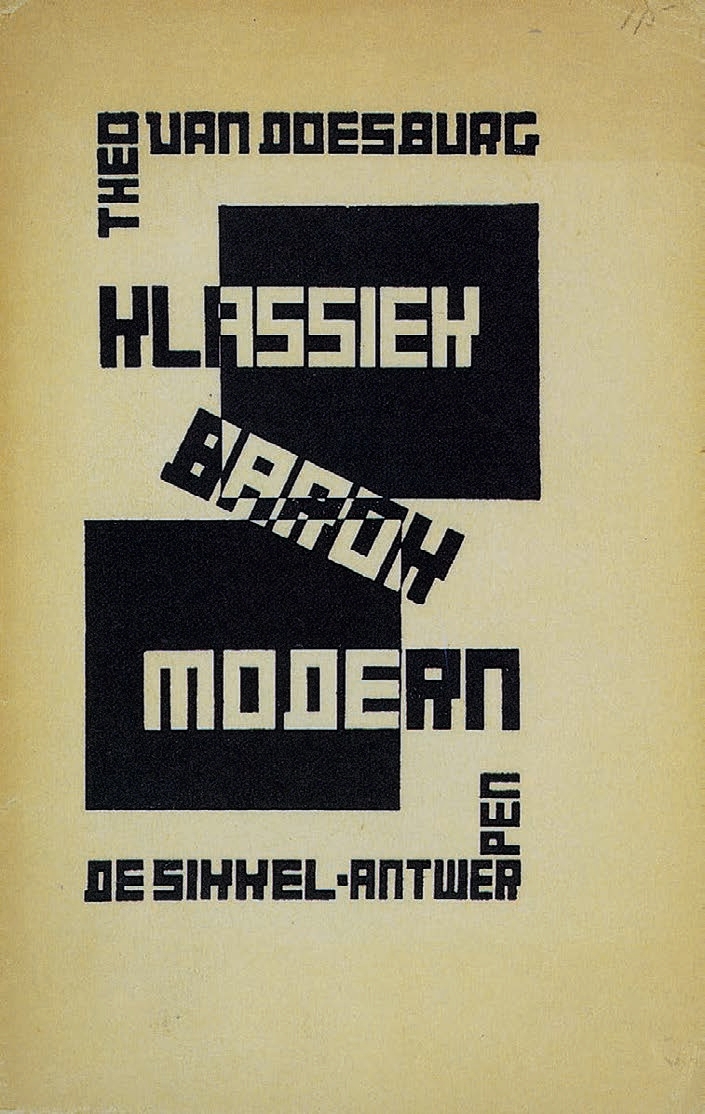 THEO VAN DOESBURG
KLASSIEK
BAROK
MODERN
DE SIKKEL-ANTWERPEN